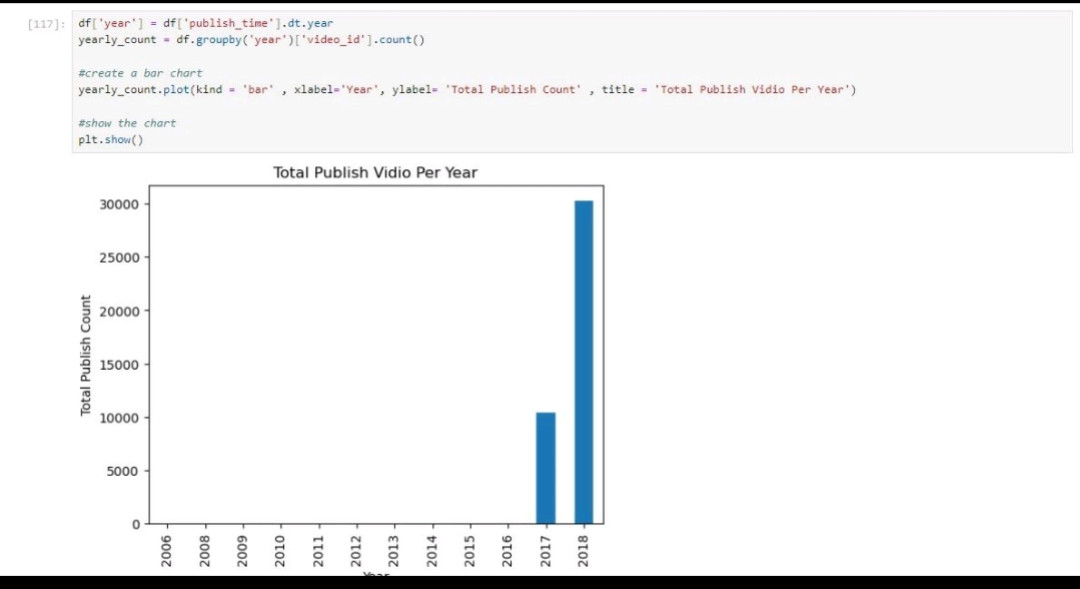 [117]: df['year'] = df['publish_time'].dt.year
yearly_count = df.groupby('year')['video_id'].count()
#create a bar chart
yearly_count.plot(kind = 'bar' , xlabel='Year', ylabel= 'Total Publish Count' , title = 'Total Publish Vidio Per Year')
#show the chart
plt.show()
Total Publish Vidio Per Year
30000
25000
20000
15000
10000
5000
0
Total Publish Count
2006 2008 2009 2010 2011 2012 2013 2014 2015 2016 2017 2018
Year